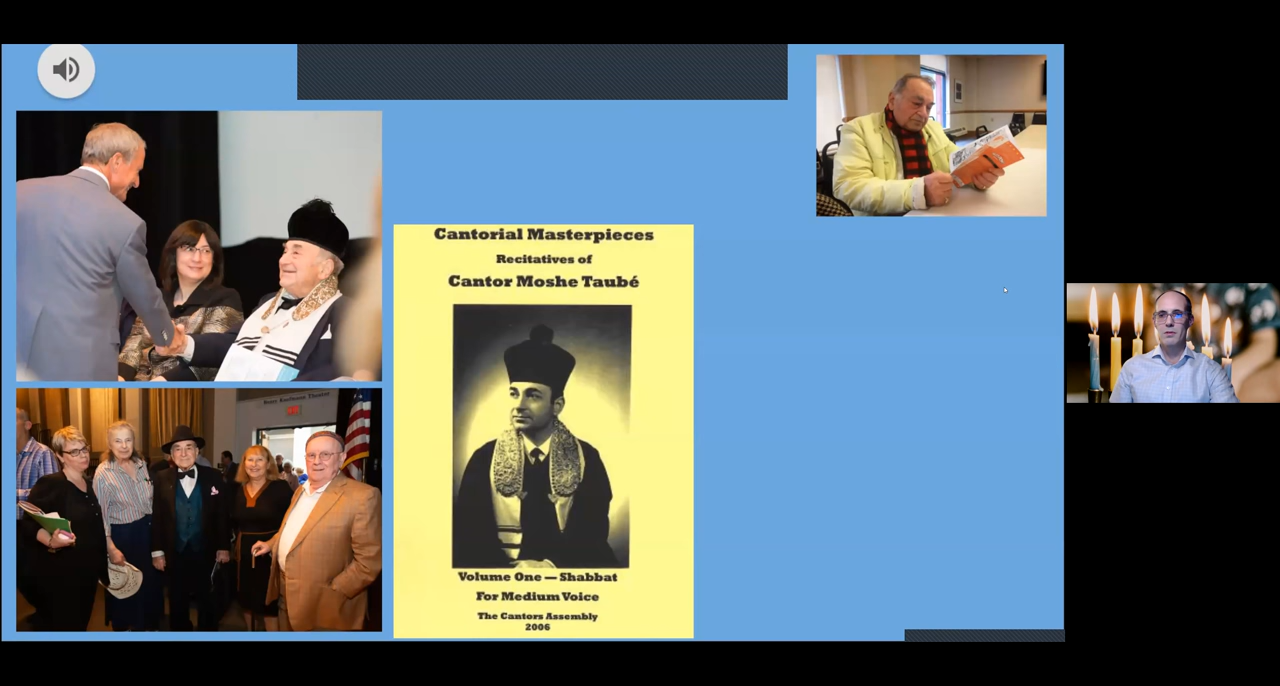 Cantorial Masterpieces
Recitatives of
Cantor Moshe Taubé
Volume One — Shabbat
For Medium Voice
The Cantors Assembly
2006